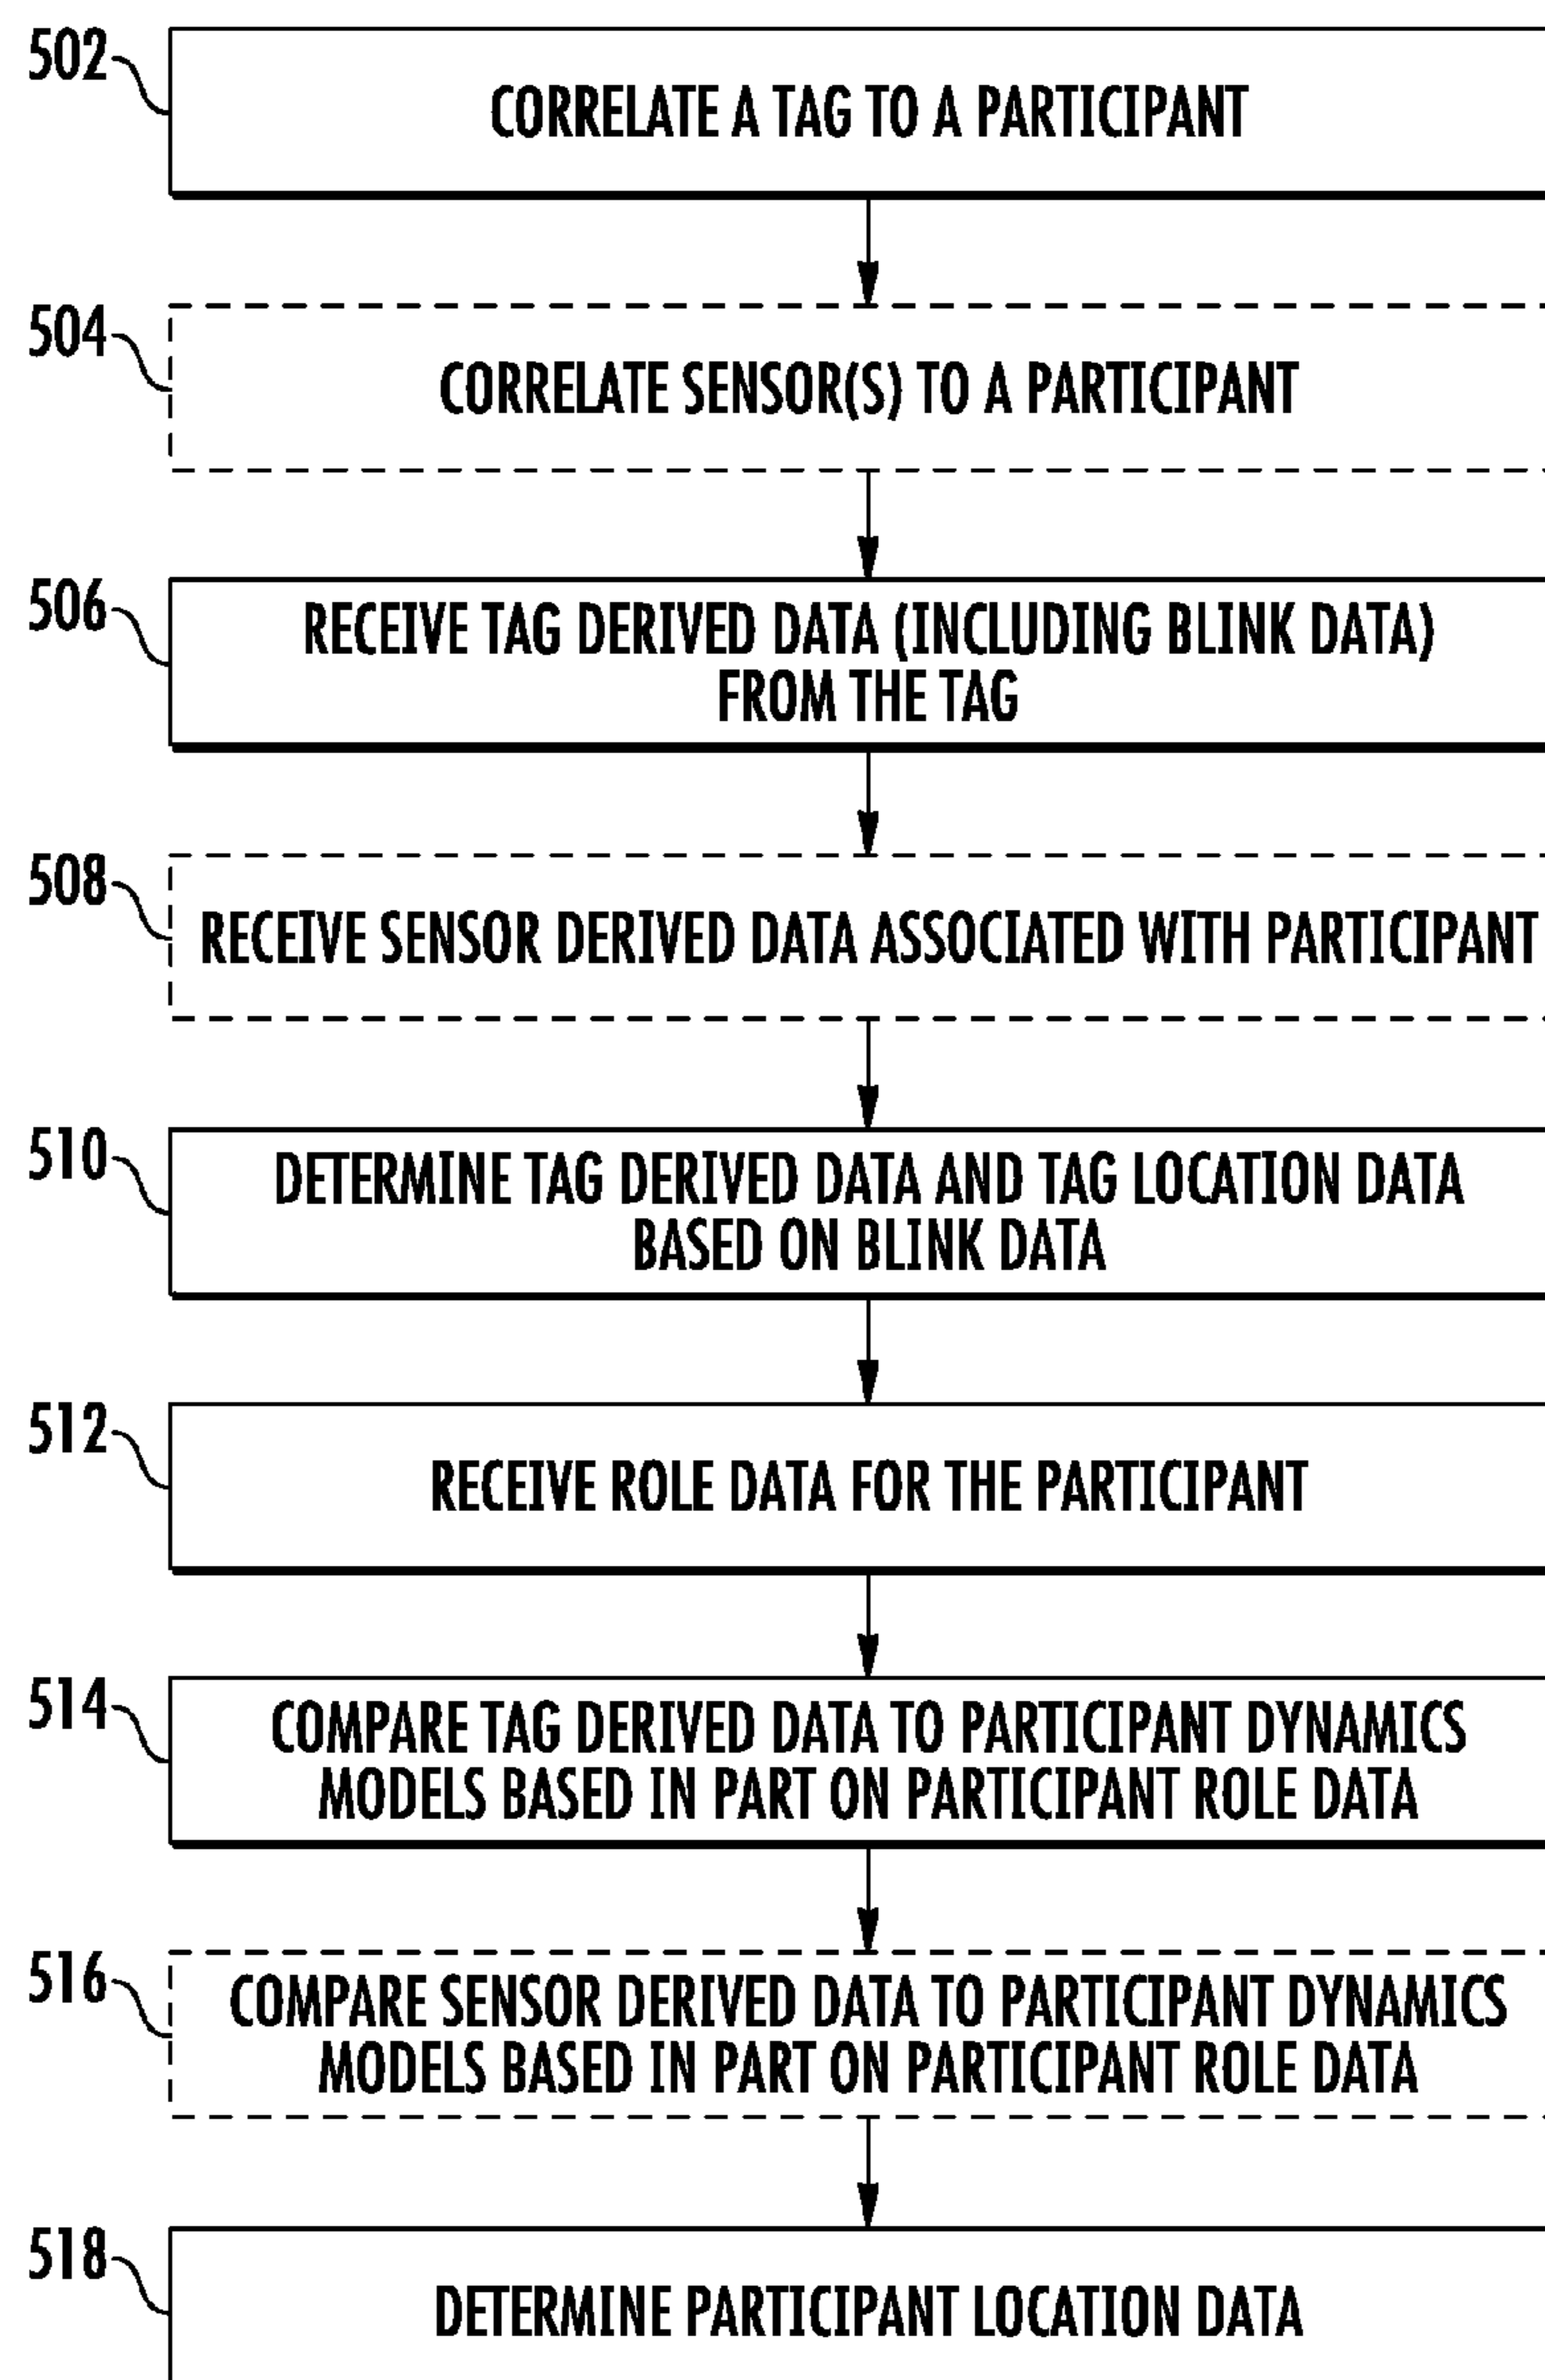 502
CORRELATE A TAG TO A PARTICIPANT
504
CORRELATE SENSOR(S) TO A PARTICIPANT
506
RECEIVE TAG DERIVED DATA (INCLUDING BLINK DATA)
FROM THE TAG
508
RECEIVE SENSOR DERIVED DATA ASSOCIATED WITH PARTICIPANT
510
DETERMINE TAG DERIVED DATA AND TAG LOCATION DATA
BASED ON BLINK DATA
512
RECEIVE ROLE DATA FOR THE PARTICIPANT
514
COMPARE TAG DERIVED DATA TO PARTICIPANT DYNAMICS
MODELS BASED IN PART ON PARTICIPANT ROLE DATA
516
COMPARE SENSOR DERIVED DATA TO PARTICIPANT DYNAMICS
MODELS BASED IN PART ON PARTICIPANT ROLE DATA
518
DETERMINE PARTICIPANT LOCATION DATA